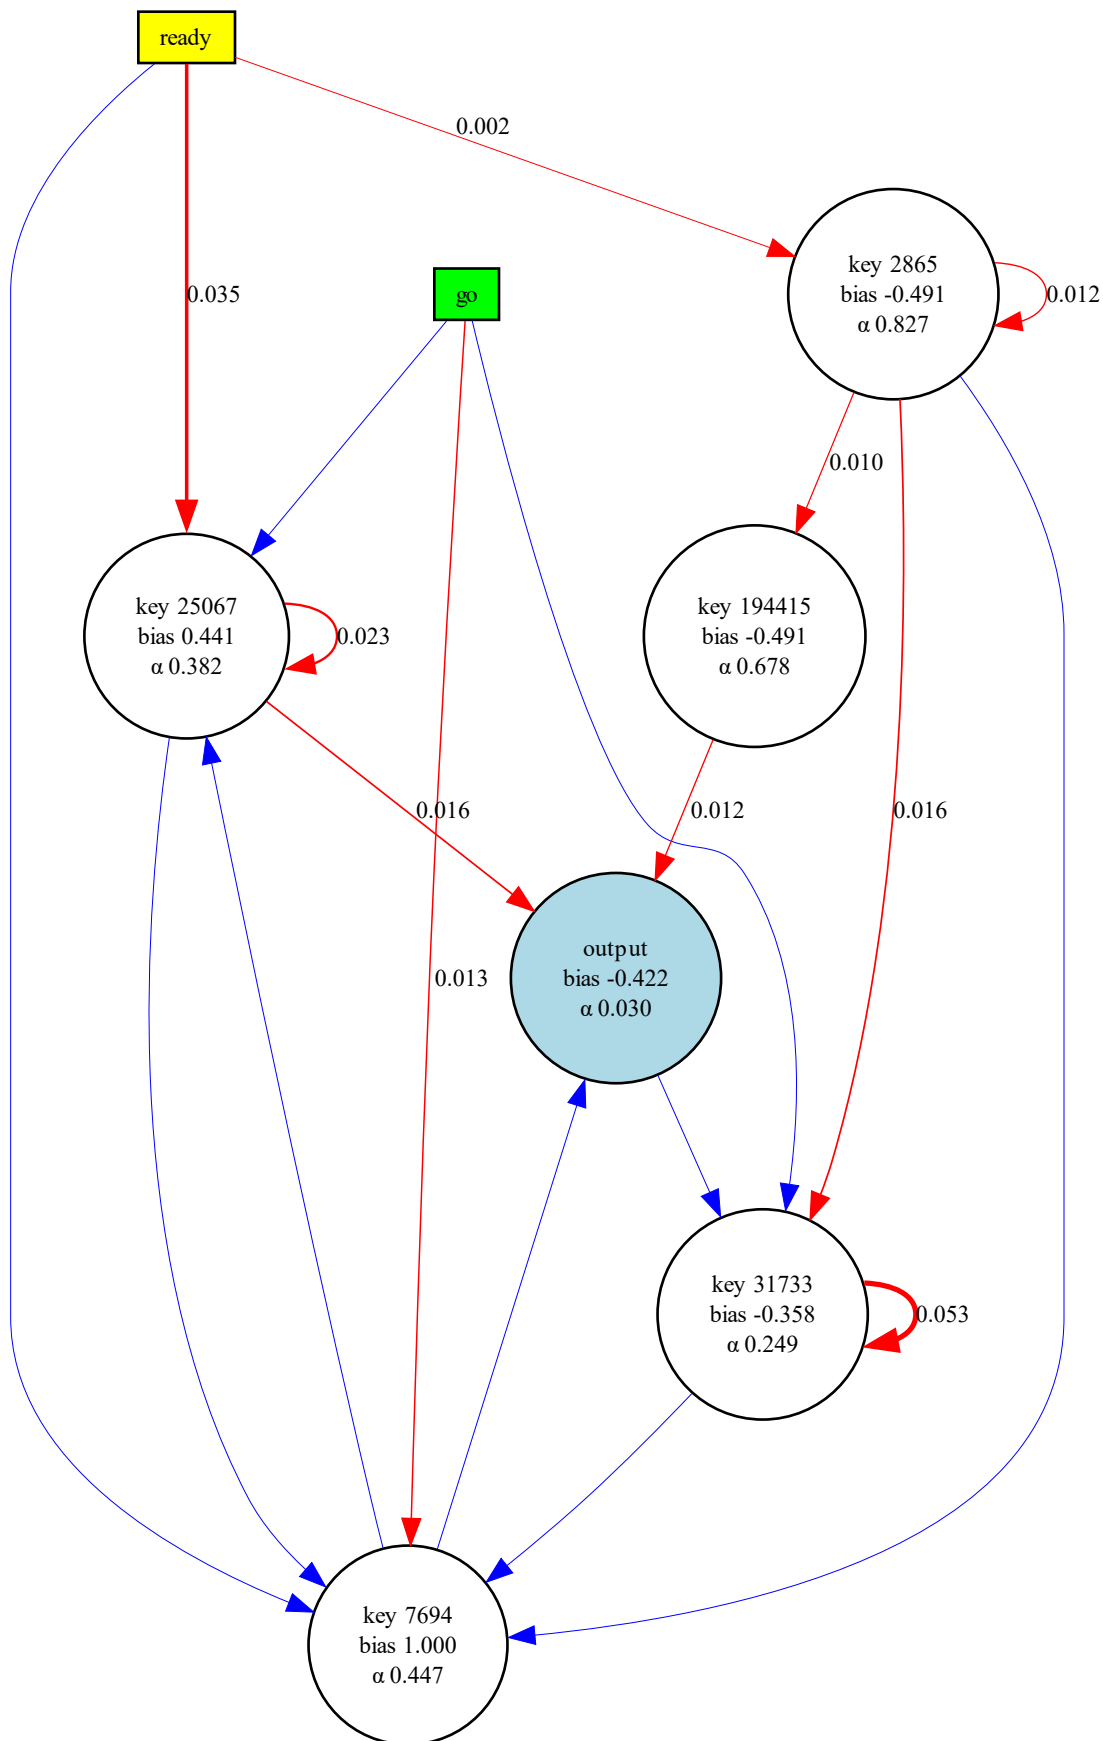 ready
0.002
key 2865
bias -0.491
α 0.827
0.012
0.035
go
0.010
key 25067
bias 0.441
α 0.382
0.023
key 194415
bias -0.491
α 0.678
0.016
0.012
0.016
output
bias -0.422
α 0.030
0.013
key 31733
bias -0.358
α 0.249
0.053
key 7694
bias 1.000
α 0.447